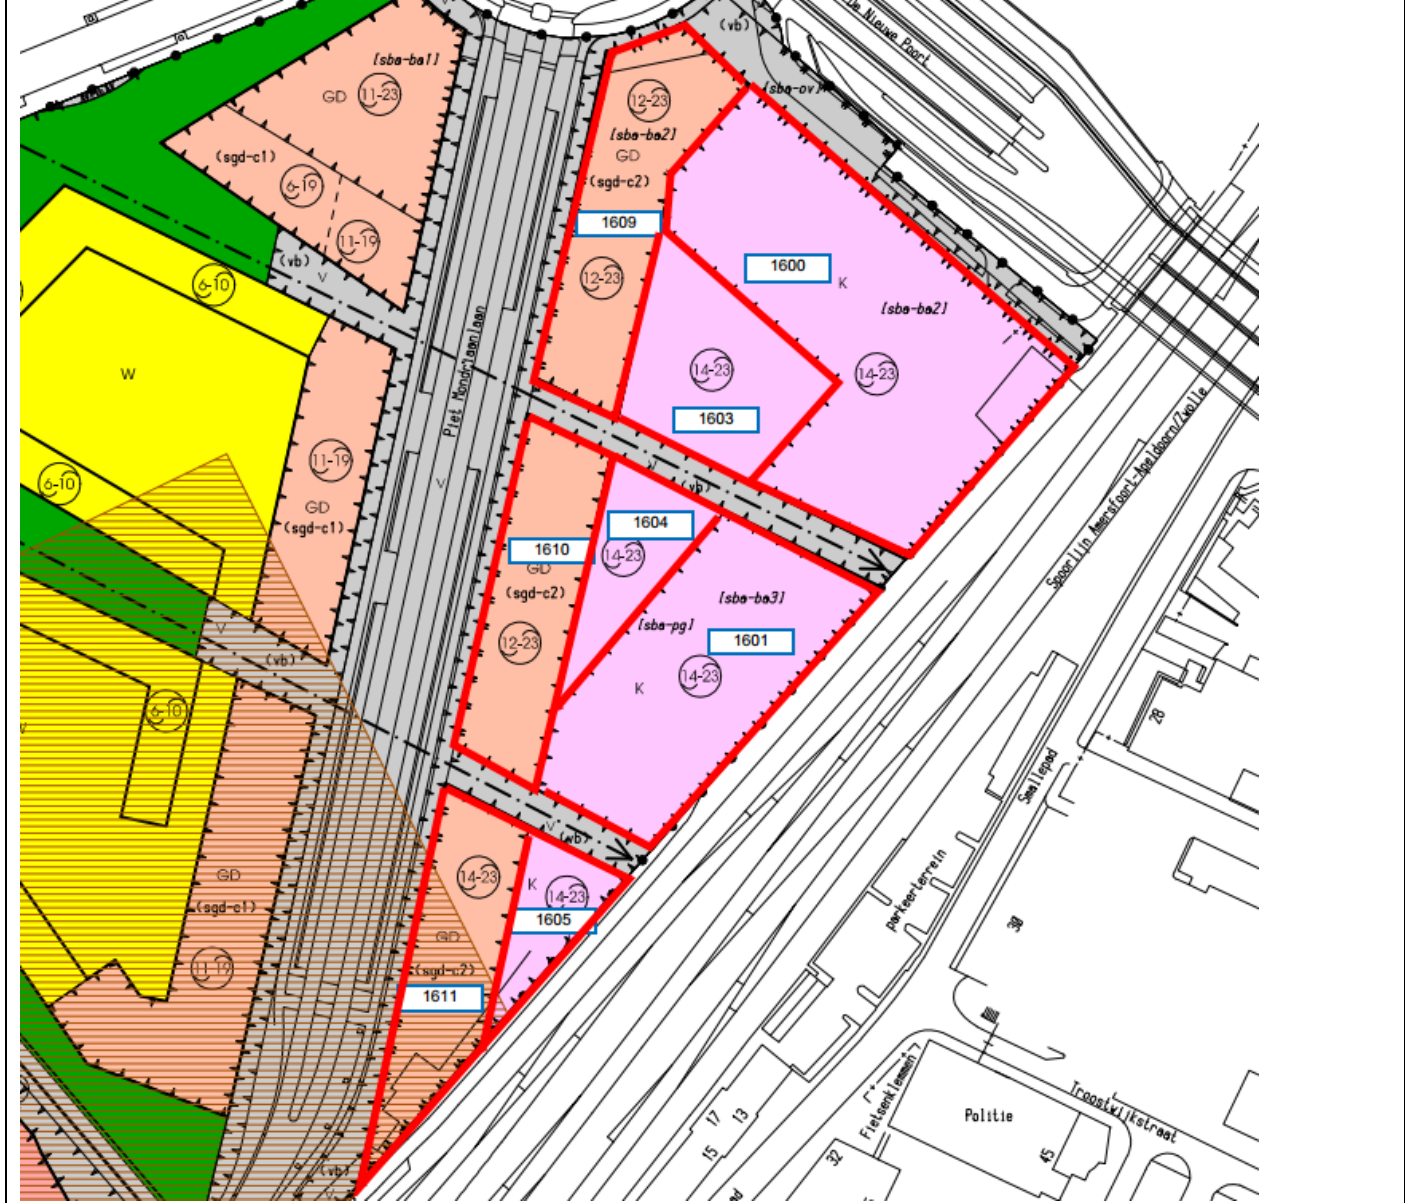 De Nieuwe Poort
(vb)
[sba-ba1]
[sba-ov]
GD
11-23
12-23
[sba-ba2]
GD
(sgd-c1)
(sgd-c2)
6-19
1609
11-19
(vb)
V
1600
K
6-10
12-23
[sba-ba2]
Piet Mondriaanlaan
W
14-23
14-23
1603
11-19
V
(vb)
6-10
V
GD
(sgd-c1)
1604
Spoorlijn Amersfoort-Apeldoorn/Zwolle
1610
14-23
GD
(sgd-c2)
[sba-ba3]
[sba-pg]
V
1601
12-23
(vb)
14-23
K
6-10
28
Smallepad
V
(vb)
GD
14-23
K
14-23
parkeerterrein
(sgd-c1)
1605
30
GD
11-19
(sgd-c2)
1611
Fietsenklemmen
Troostwijkstraat
Politie
17
13
15
32
45
(vb)